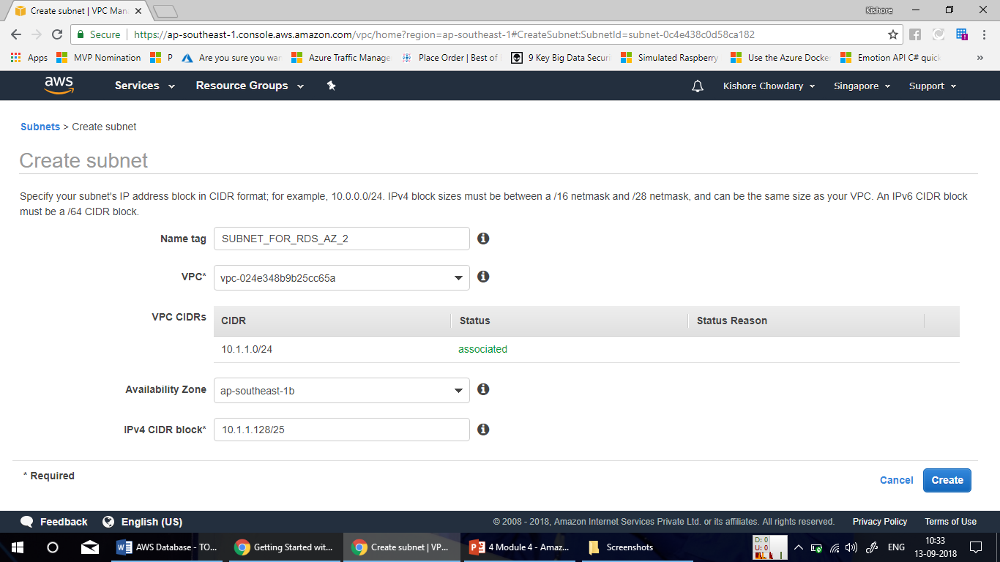 Create subnet | VPC Man
Kishore
Secure https://ap-southeast-1.console.aws.amazon.com/vpc/home?region=ap-southeast-1#CreateSubnet:SubnetId=subnet-0c4e438c0d58ca182
Apps MVP Nomination P Are you sure you wan Azure Traffic Manage Place Order | Best of 9 Key Big Data Securi Simulated Raspberry Use the Azure Docke Emotion API C# quick »
aws Services Resource Groups Kishore Chowdary Singapore Support
Subnets > Create subnet
Create subnet
Specify your subnet's IP address block in CIDR format; for example, 10.0.0.0/24. IPv4 block sizes must be between a /16 netmask and /28 netmask, and can be the same size as your VPC. An IPv6 CIDR block
must be a /64 CIDR block.
Name tag SUBNET_FOR_RDS_AZ_2
VPC* vpc-024e348b9b25cc65a
VPC CIDRs CIDR Status Status Reason
10.1.1.0/24 associated
Availability Zone ap-southeast-1b
IPv4 CIDR block* 10.1.1.128/25
* Required
Cancel Create
Feedback English (US) © 2008 - 2018, Amazon Internet Services Private Ltd. or its affiliates. All rights reserved. Privacy Policy Terms of Use
AWS Database - TO... Getting Started wit... Create subnet | VP... 4 Module 4 - Amaz... Screenshots D: 0 ENG 10:33
U: 0 13-09-2018